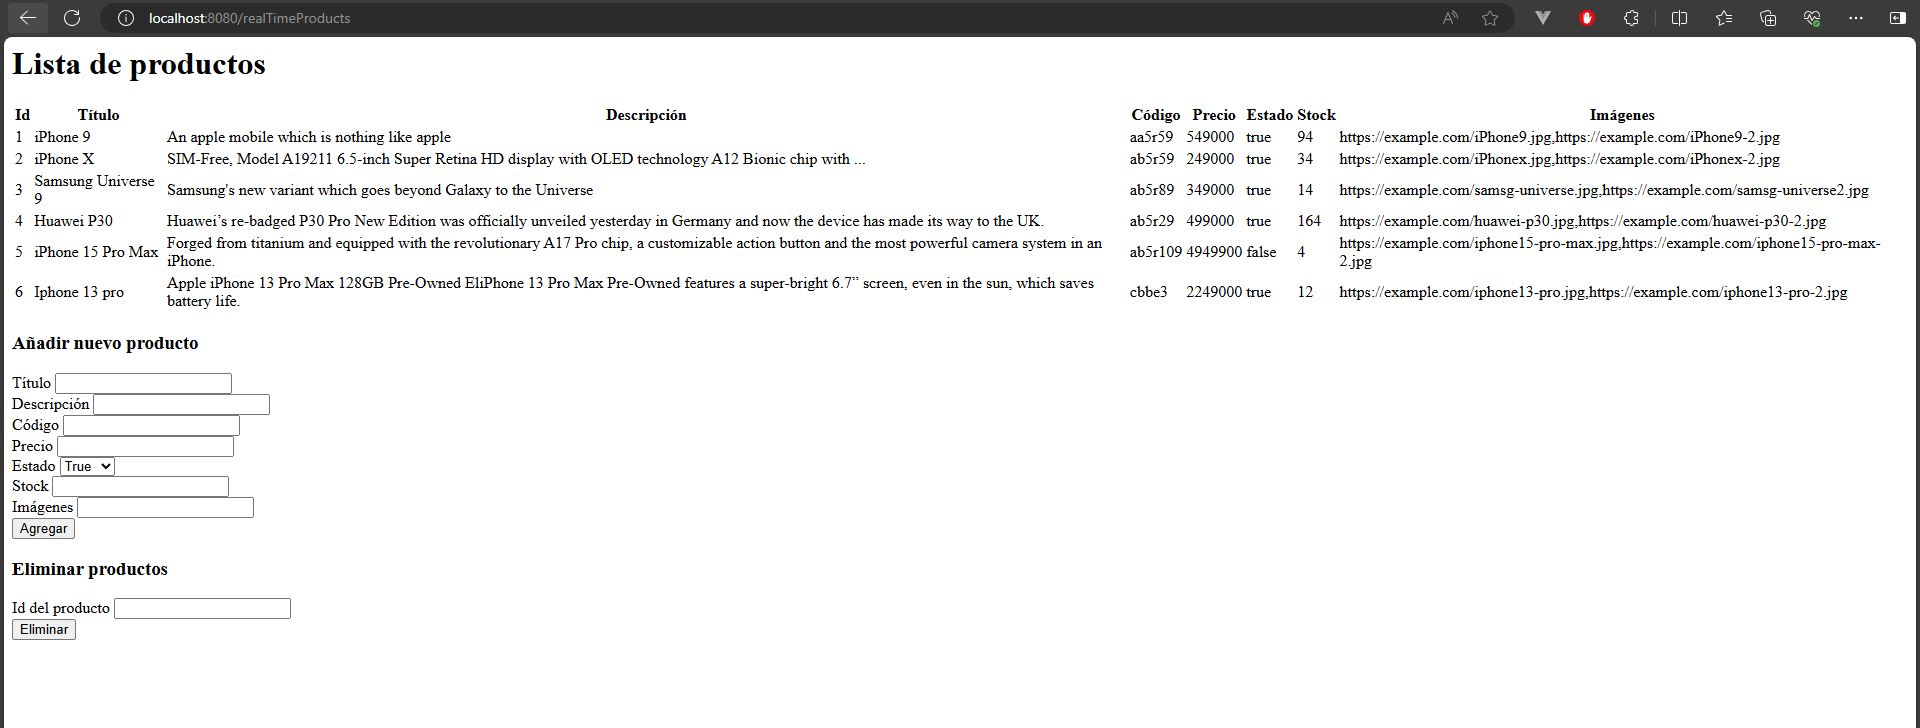 localhost:8080/realTimeProducts
Lista de productos
Id Título Descripción Código Precio Estado Stock Imágenes
1 iPhone 9 An apple mobile which is nothing like apple aa5r59 549000 true 94 https://example.com/iPhone9.jpg,https://example.com/iPhone9-2.jpg
2 iPhone X SIM-Free, Model A19211 6.5-inch Super Retina HD display with OLED technology A12 Bionic chip with ... ab5r59 249000 true 34 https://example.com/iPhonex.jpg,https://example.com/iPhonex-2.jpg
Samsung Universe
3 9 Samsung's new variant which goes beyond Galaxy to the Universe ab5r89 349000 true 14 https://example.com/samsg-universe.jpg,https://example.com/samsg-universe2.jpg
4 Huawei P30 Huawei’s re-badged P30 Pro New Edition was officially unveiled yesterday in Germany and now the device has made its way to the UK. ab5r29 499000 true 164 https://example.com/huawei-p30.jpg,https://example.com/huawei-p30-2.jpg
5 iPhone 15 Pro Max Forged from titanium and equipped with the revolutionary A17 Pro chip, a customizable action button and the most powerful camera system in an
iPhone. ab5r109 4949900 false 4 https://example.com/iphone15-pro-max.jpg,https://example.com/iphone15-pro-max-
2.jpg
6 Iphone 13 pro Apple iPhone 13 Pro Max 128GB Pre-Owned EliPhone 13 Pro Max Pre-Owned features a super-bright 6.7” screen, even in the sun, which saves
battery life. cbbe3 2249000 true 12 https://example.com/iphone13-pro.jpg,https://example.com/iphone13-pro-2.jpg
Añadir nuevo producto
Título
Descripción
Código
Precio
Estado True
Stock
Imágenes
Agregar
Eliminar productos
Id del producto
Eliminar